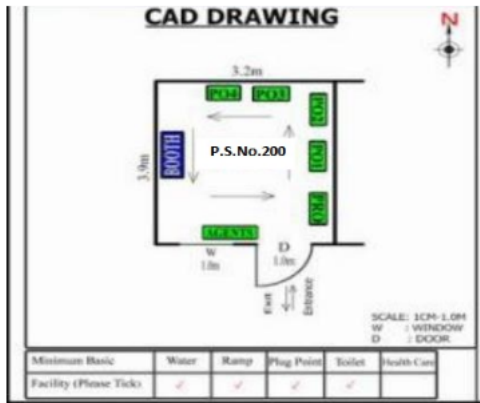 CAD DRAWING
N
3.2m
PO4 PO3
PO2
BOOTH
P.S.No.200
3.9m
PO1
PRO
AGENTS
W
1.0m
D
1.0m
Exit
Entrance
SCALE: 1CM-1.0M
W : WINDOW
D : DOOR
Minimum Basic Water Ramp Plug Point Toilet Health Care
Facility (Please Tick) ✓ ✓ ✓ ✓